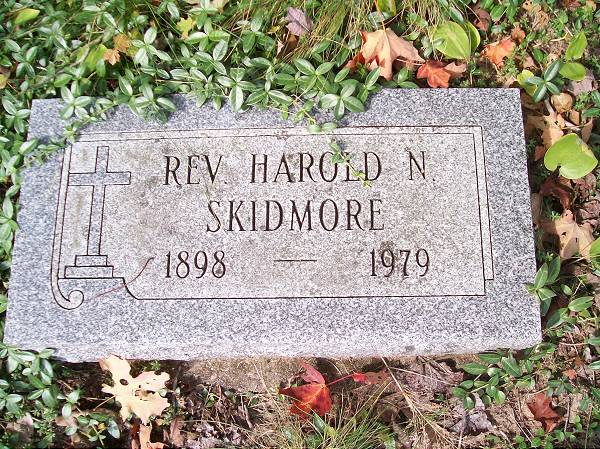 REV. HAROLD N.
SKIDMORE
1898 — 1979